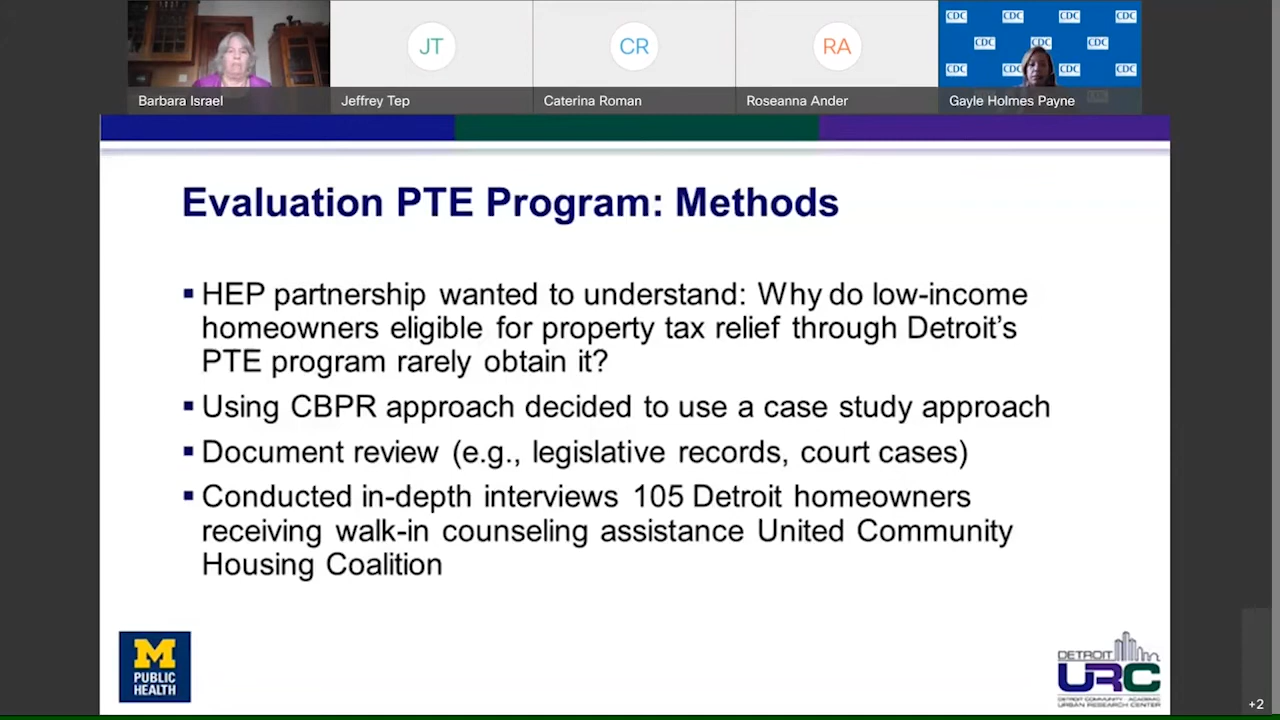 CDC CDC CDC CDC
CDC CDC CDC
CDC CDC CDC CDC
JT
CR
RA
Barbara Israel
Jeffrey Tep
Caterina Roman
Roseanna Ander
Gayle Holmes Payne
Evaluation PTE Program: Methods
▪ HEP partnership wanted to understand: Why do low-income
homeowners eligible for property tax relief through Detroit's
PTE program rarely obtain it?
▪ Using CBPR approach decided to use a case study approach
▪ Document review (e.g., legislative records, court cases)
▪ Conducted in-depth interviews 105 Detroit homeowners
receiving walk-in counseling assistance United Community
Housing Coalition
M
PUBLIC
HEALTH
DETROIT
URC
DETROIT COMMUNITY - ACADEMIC
URBAN RESEARCH CENTER
+2